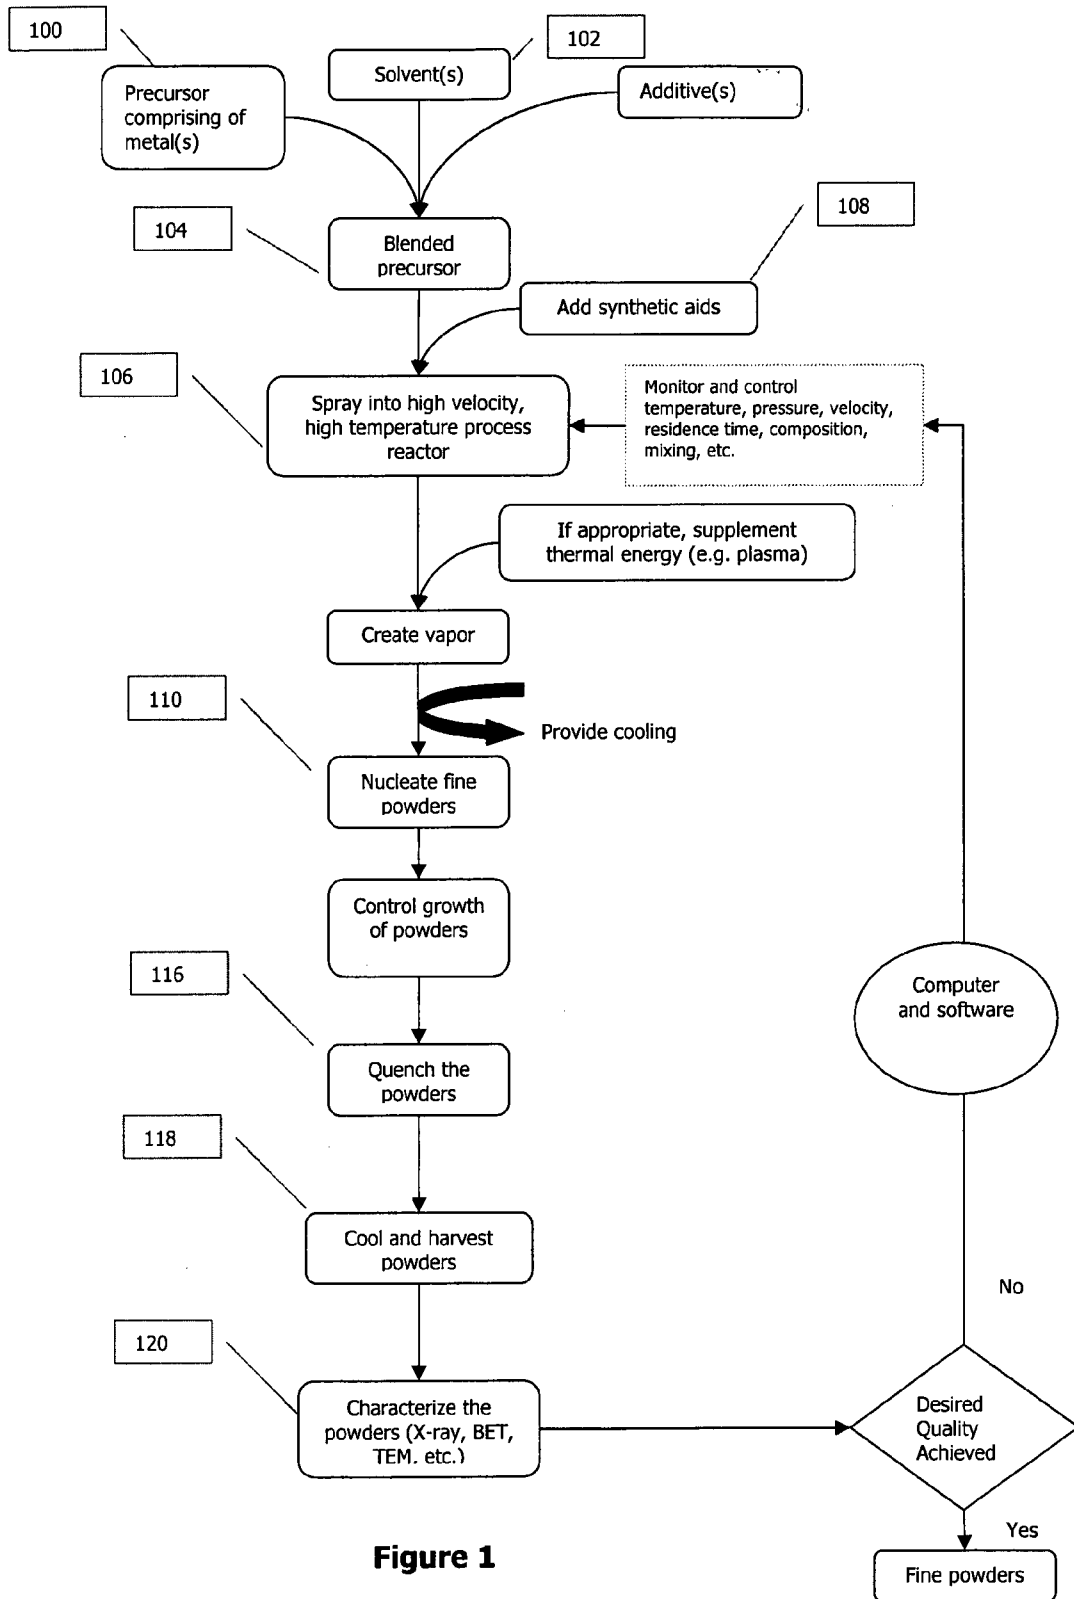 100
102
Solvent(s)
Precursor
comprising of
metal(s)
Additive(s)
104
108
Blended
precursor
Add synthetic aids
106
Spray into high velocity,
high temperature process
reactor
Monitor and control
temperature, pressure, velocity,
residence time, composition,
mixing, etc.
If appropriate, supplement
thermal energy (e.g. plasma)
Create vapor
110
Provide cooling
Nucleate fine
powders
Control growth
of powders
116
Computer
and software
Quench the
powders
118
Cool and harvest
powders
No
120
Characterize the
powders (X-ray, BET,
TEM. etc.)
Desired
Quality
Achieved
Yes
Figure 1
Fine powders